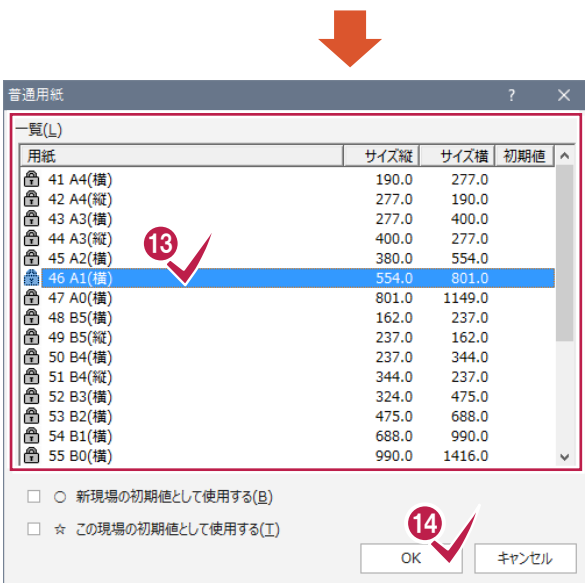 普通用紙 ? ×
一覧(L)
用紙 サイズ縦 サイズ横 初期値
41 A4(横) 190.0 277.0
42 A4(縦) 277.0 190.0
43 A3(横) 277.0 400.0
44 A3(縦) 400.0 277.0
45 A2(横) 380.0 554.0
46 A1(横) 554.0 801.0
47 A0(横) 801.0 1149.0
48 B5(横) 162.0 237.0
49 B5(縦) 237.0 162.0
50 B4(横) 237.0 344.0
51 B4(縦) 344.0 237.0
52 B3(横) 324.0 475.0
53 B2(横) 475.0 688.0
54 B1(横) 688.0 990.0
55 B0(横) 990.0 1416.0
13
○ 新現場の初期値として使用する(B)
☆ この現場の初期値として使用する(T)
14
OK キャンセル